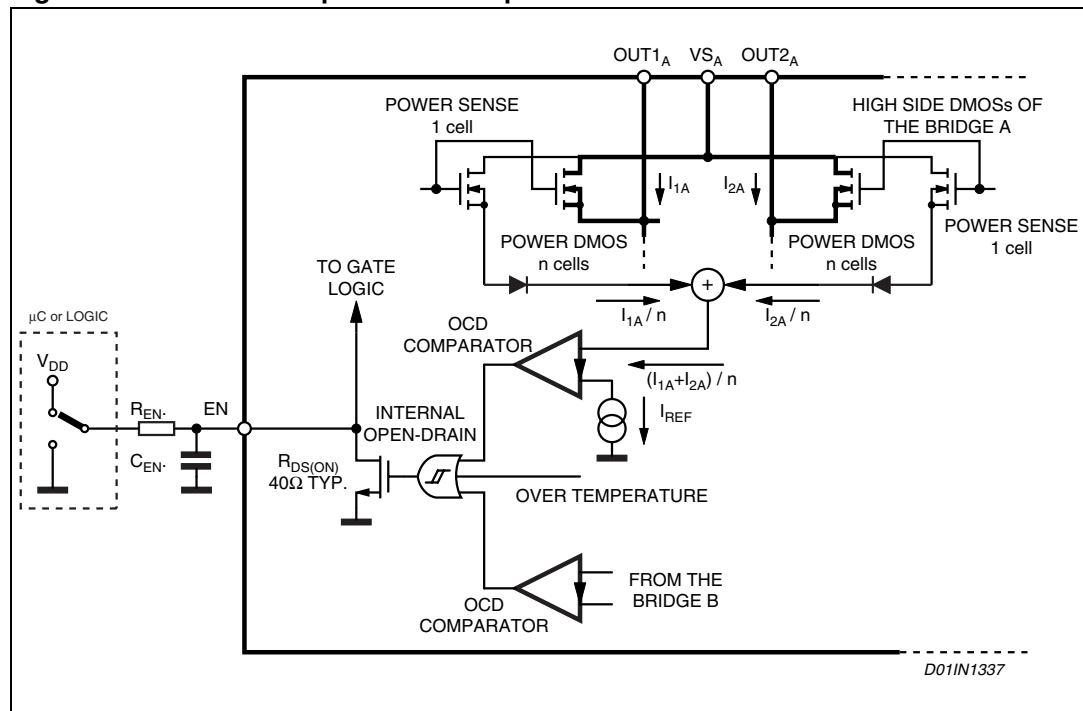 OUT1A VSA OUT2A
POWER SENSE
1 cell
HIGH SIDE DMOSs OF
THE BRIDGE A
I1A I2A
POWER DMOS
n cells
POWER DMOS
n cells
POWER SENSE
1 cell
TO GATE
LOGIC
+
I1A / n I2A / n
μC or LOGIC
VDD
REN. EN
CEN.
OCD
COMPARATOR
(I1A+I2A) / n
IREF
INTERNAL
OPEN-DRAIN
RDS(ON)
40Ω TYP.
OVER TEMPERATURE
OCD
COMPARATOR
FROM THE
BRIDGE B
D01IN1337